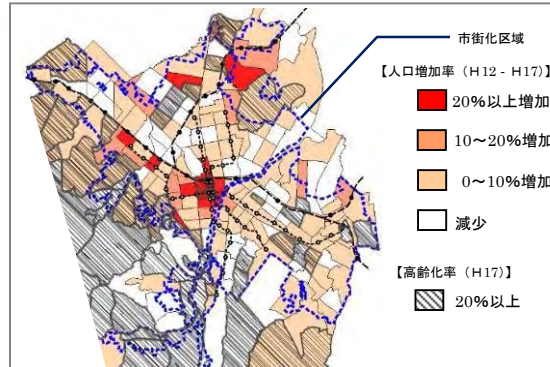 市街化区域
【人口増加率（Ｈ12‐Ｈ17）】
20％以上増加
10～20％増加
0～10％増加
減少
【高齢化率（Ｈ17）】
20％以上